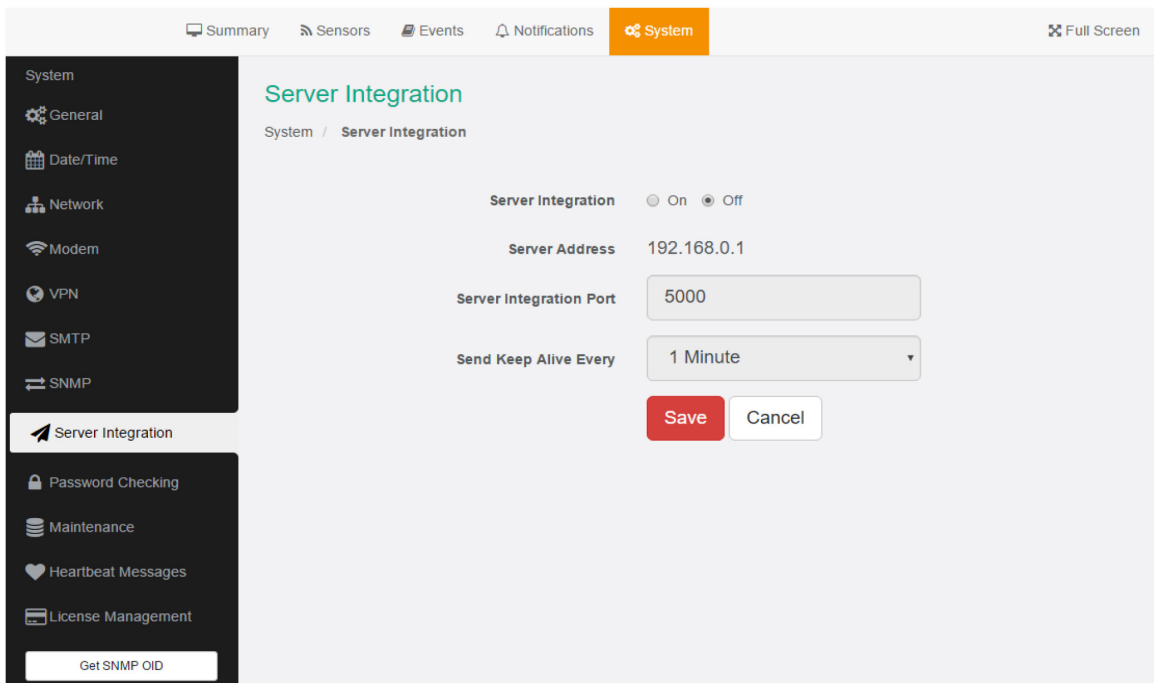 Summary Sensors Events Notifications System Full Screen
System
General
Date/Time
Network
Modem
VPN
SMTP
SNMP
Server Integration
Password Checking
Maintenance
Heartbeat Messages
License Management
Get SNMP OID
Server Integration
System / Server Integration
Server Integration On Off
Server Address 192.168.0.1
Server Integration Port 5000
Send Keep Alive Every 1 Minute
Save Cancel